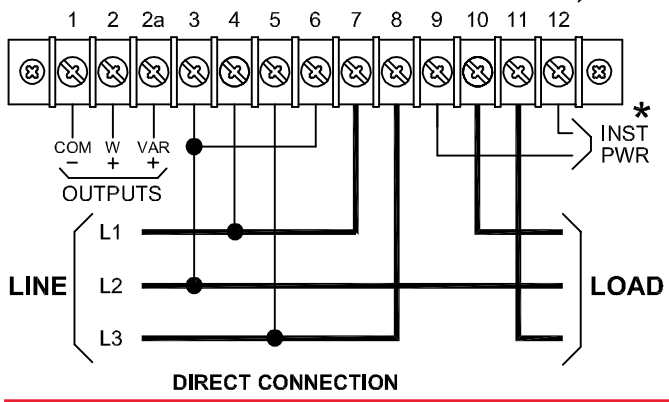 1 2 2a 3 4 5 6 7 8 9 10 11 12
*
COM W VAR
− + +
OUTPUTS
INST
PWR
L1
LINE L2 LOAD
L3
DIRECT CONNECTION